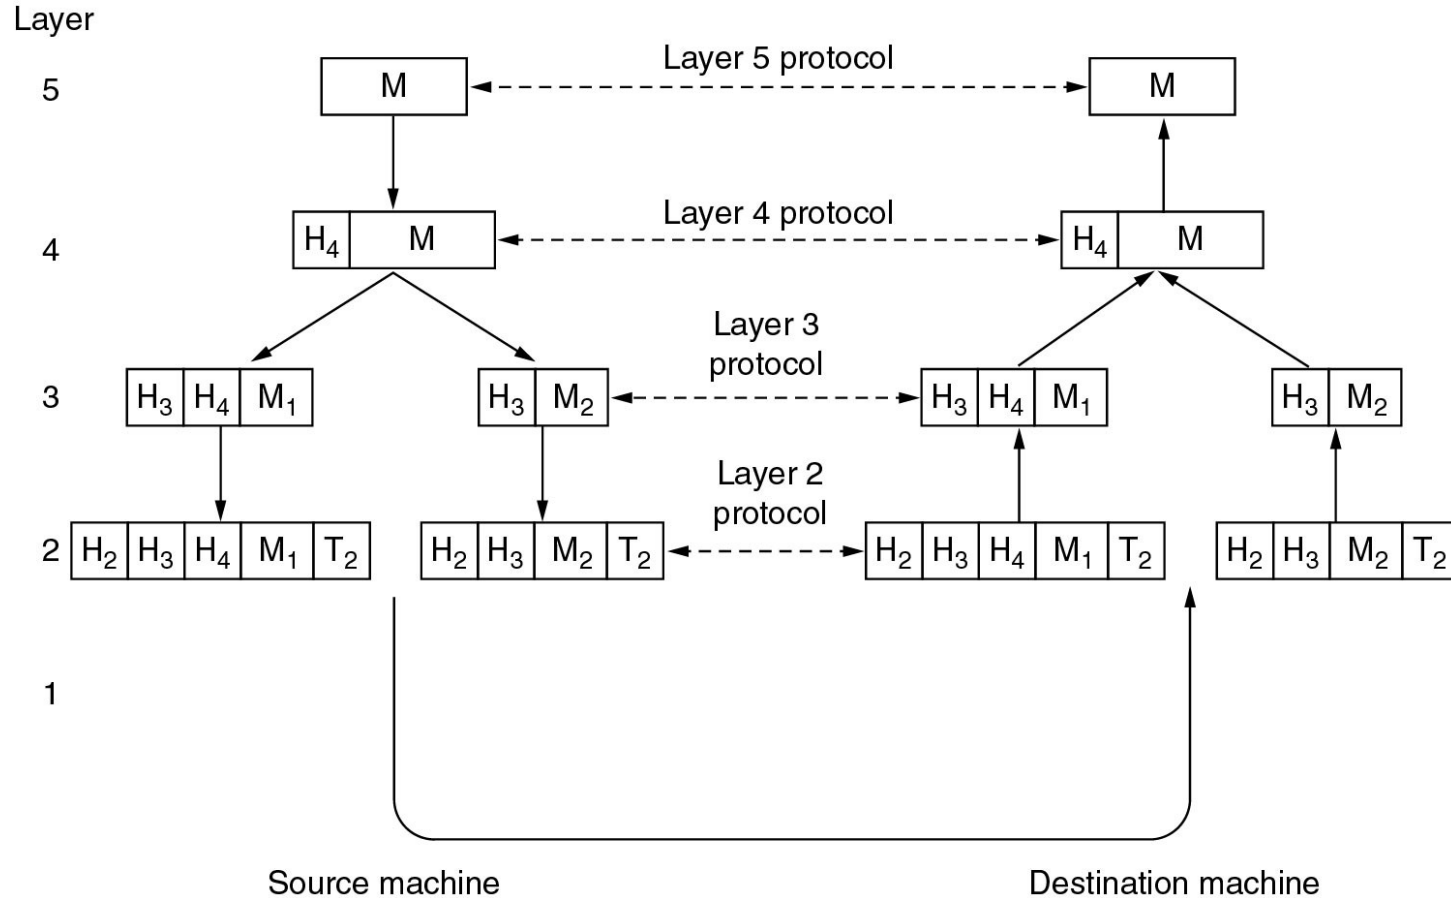 Layer
5 M Layer 5 protocol M
4 H₄ M Layer 4 protocol H₄ M
Layer 3
protocol
3 H₃ H₄ M₁ H₃ M₂ H₃ H₄ M₁ H₃ M₂
Layer 2
protocol
2 H₂ H₃ H₄ M₁ T₂ H₂ H₃ M₂ T₂ H₂ H₃ H₄ M₁ T₂ H₂ H₃ M₂ T₂
1
Source machine Destination machine